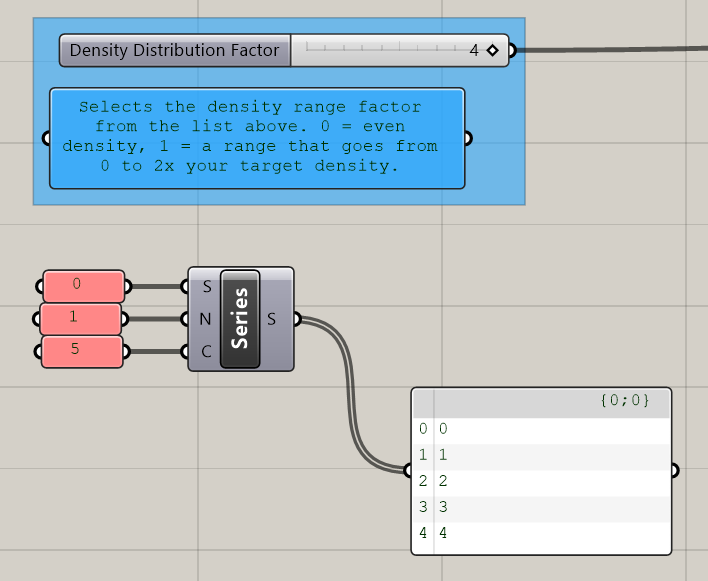 Density Distribution Factor 4
Selects the density range factor
from the list above. 0 = even
density, 1 = a range that goes from
0 to 2x your target density.
0
1
5
S
N
C
Series
S
{0;0}
0 0
1 1
2 2
3 3
4 4